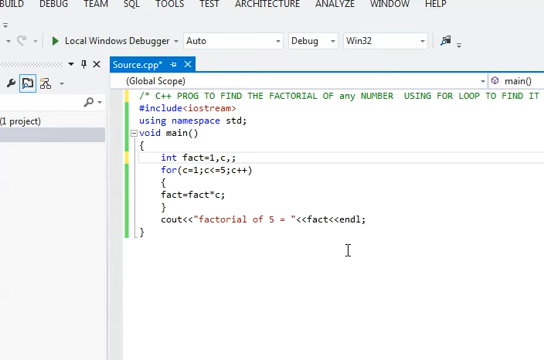 BUILD DEBUG TEAM SQL TOOLS TEST ARCHITECTURE ANALYZE WINDOW HELP
Local Windows Debugger Auto Debug Win32
Source.cpp*
(Global Scope) main()
1 project)
/* C++ PROG TO FIND THE FACTORIAL OF any NUMBER  USING FOR LOOP TO FIND IT
#include<iostream>
using namespace std;
void main()
{
int fact=1,c,;
for(c=1;c<=5;c++)
{
fact=fact*c;
}
cout<<"factorial of 5 = "<<fact<<endl;
}